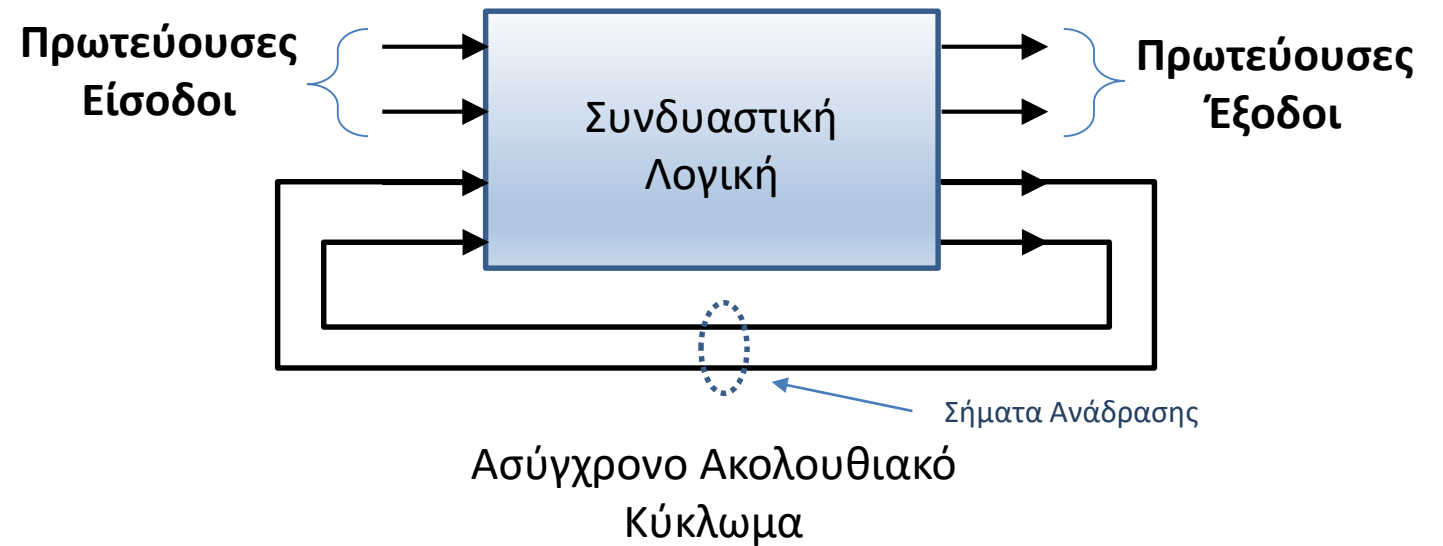 Πρωτεύουσες
Είσοδοι
Συνδυαστική
Λογική
Πρωτεύουσες
Έξοδοι
Σήματα Ανάδρασης
Ασύγχρονο Ακολουθιακό
Κύκλωμα